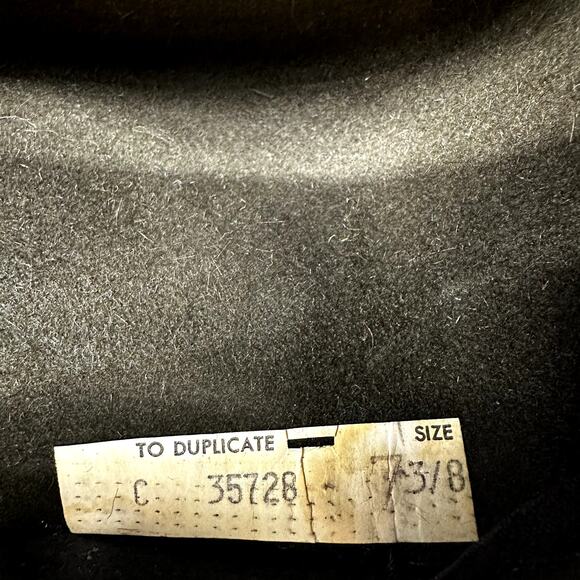 TO DUPLICATE SIZE
C 35728 7 3/8